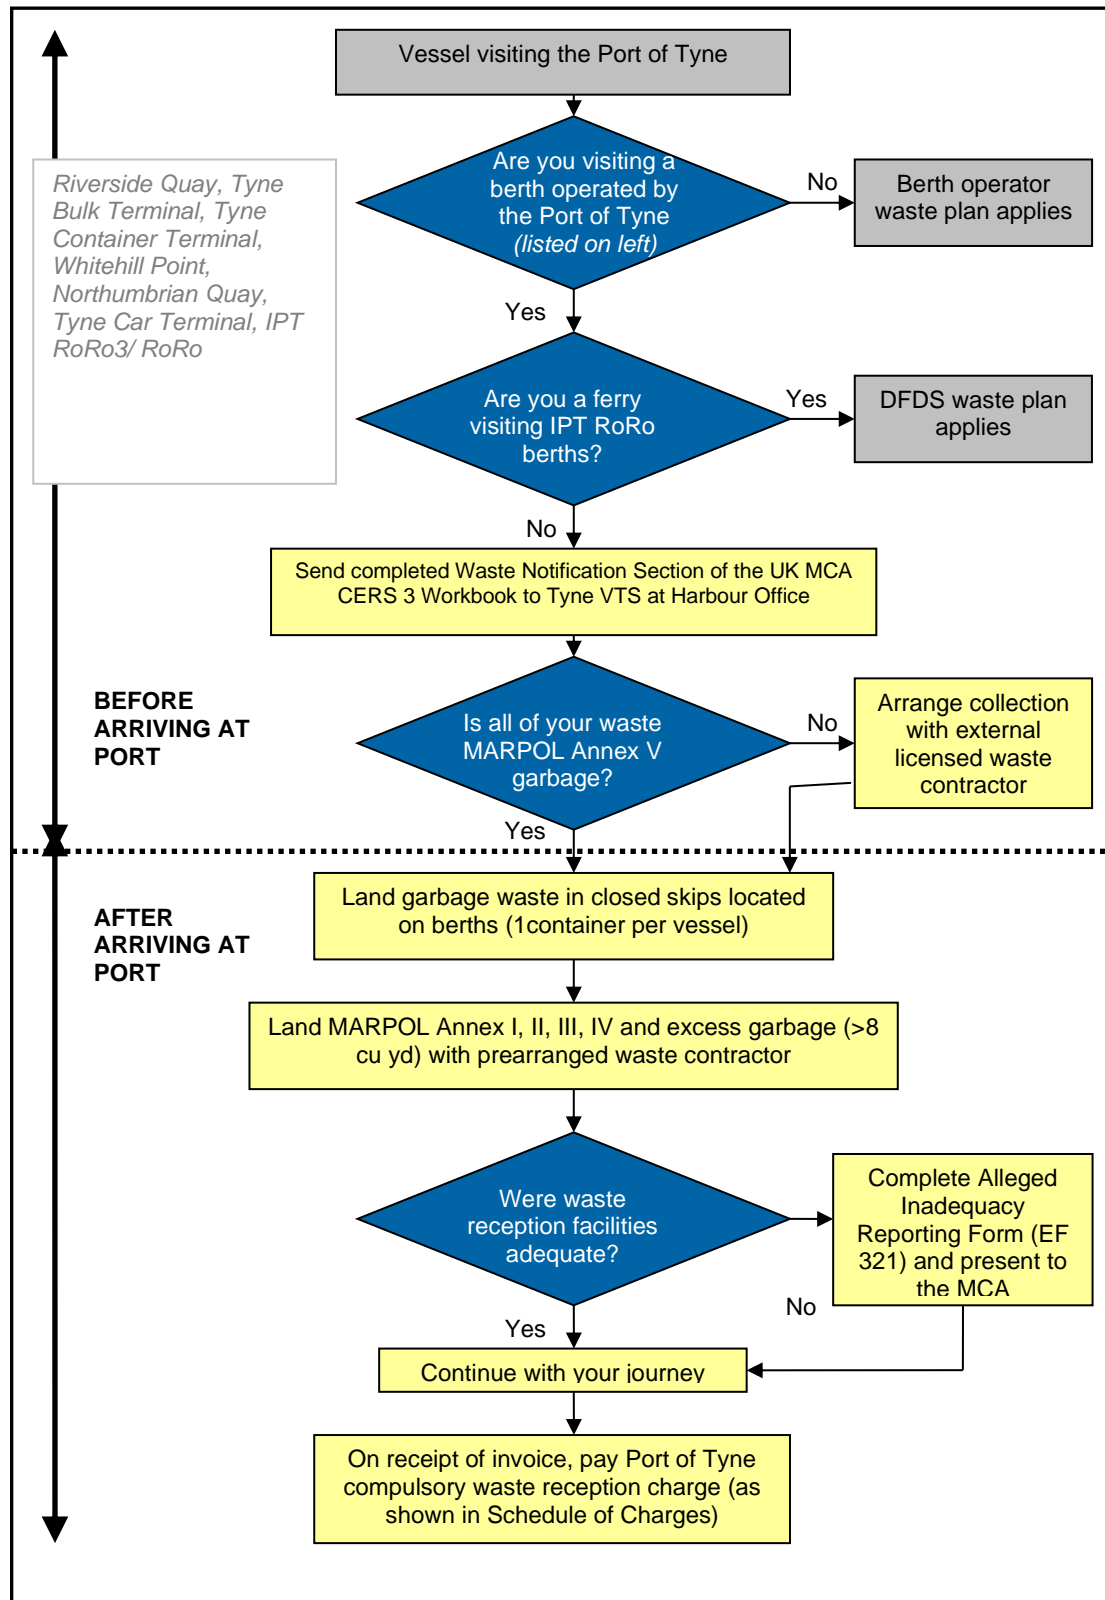 Vessel visiting the Port of Tyne
Are you visiting a
berth operated by
the Port of Tyne
(listed on left)
No
Berth operator
waste plan applies
Riverside Quay, Tyne
Bulk Terminal, Tyne
Container Terminal,
Whitehill Point,
Northumbrian Quay,
Tyne Car Terminal, IPT
RoRo3/ RoRo
Yes
Are you a ferry
visiting IPT RoRo
berths?
Yes
DFDS waste plan
applies
No
Send completed Waste Notification Section of the UK MCA
CERS 3 Workbook to Tyne VTS at Harbour Office
BEFORE
ARRIVING AT
PORT
Is all of your waste
MARPOL Annex V
garbage?
No
Arrange collection
with external
licensed waste
contractor
Yes
AFTER
ARRIVING AT
PORT
Land garbage waste in closed skips located
on berths (1container per vessel)
Land MARPOL Annex I, II, III, IV and excess garbage (>8
cu yd) with prearranged waste contractor
Were waste
reception facilities
adequate?
Complete Alleged
Inadequacy
Reporting Form (EF
321) and present to
the MCA
No
Yes
Continue with your journey
On receipt of invoice, pay Port of Tyne
compulsory waste reception charge (as
shown in Schedule of Charges)